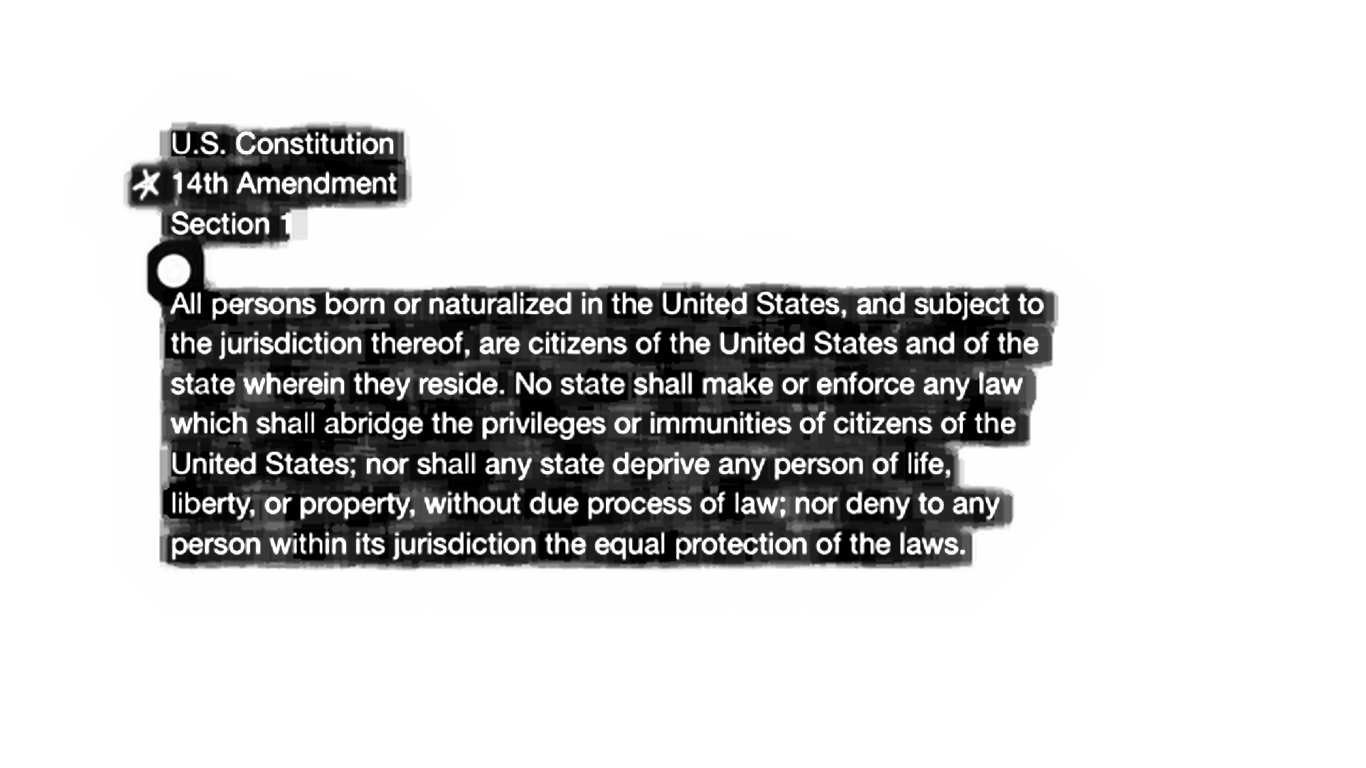 U.S. Constitution
14th Amendment
Section 1
All persons born or naturalized in the United States, and subject to
the jurisdiction thereof, are citizens of the United States and of the
state wherein they reside. No state shall make or enforce any law
which shall abridge the privileges or immunities of citizens of the
United States; nor shall any state deprive any person of life,
liberty, or property, without due process of law; nor deny to any
person within its jurisdiction the equal protection of the laws.